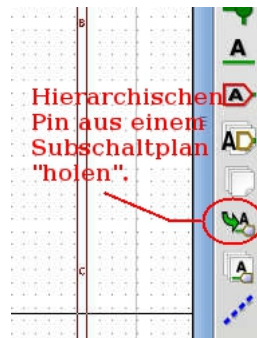 B
A
A
Hierarchischen
Pin aus einem
A
Subschaltplan
"holen".
A
C
A